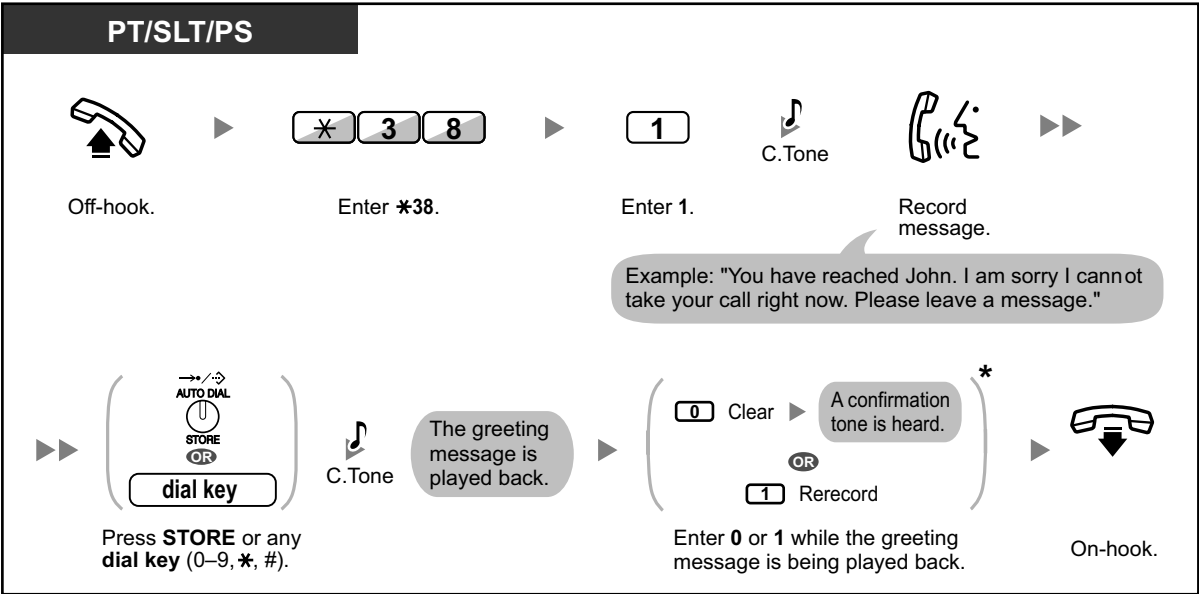 PT/SLT/PS
✳ 3 8
1
C.Tone
Off-hook.
Enter ✳38.
Enter 1.
Record
message.
Example: "You have reached John. I am sorry I cannot
take your call right now. Please leave a message."
AUTO DIAL
STORE
OR
dial key
C.Tone
The greeting
message is
played back.
0 Clear
A confirmation
tone is heard.
*
OR
1 Rerecord
Press STORE or any
dial key (0–9, ✳, #).
Enter 0 or 1 while the greeting
message is being played back.
On-hook.